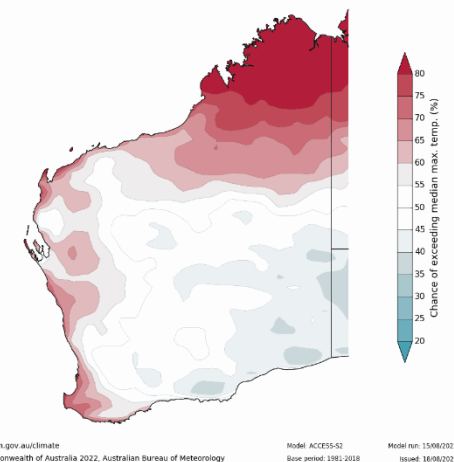 80
75
70
65
60
55
50
45
40
35
30
25
20
Chance of exceeding median max. temp. (%)
n.gov.au/climate
onwealth of Australia 2022, Australian Bureau of Meteorology
Model: ACCESS-S2
Base period: 1981-2018
Model run: 15/08/202
Issued: 18/08/202